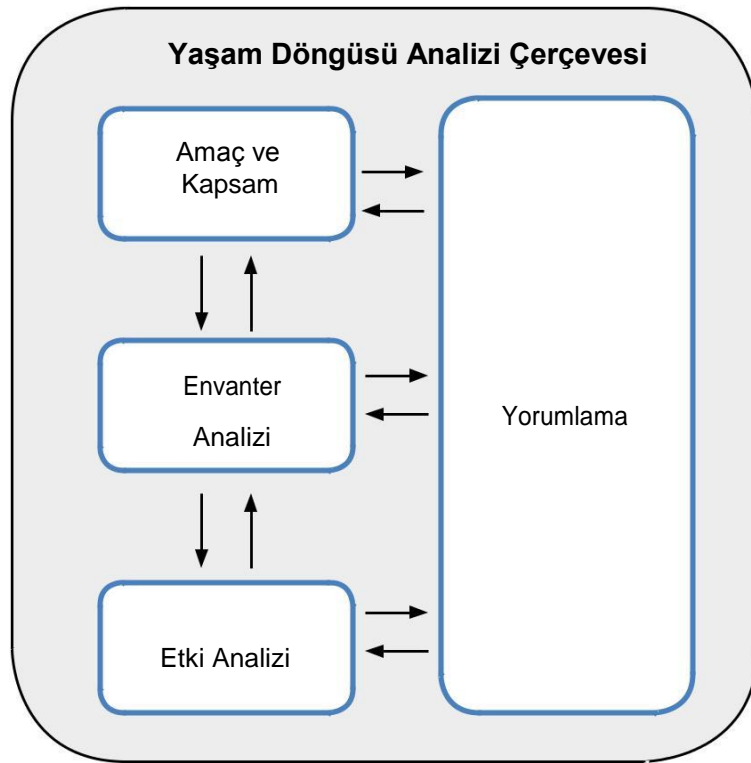 Yaşam Döngüsü Analizi Çerçevesi
Amaç ve
Kapsam
Envanter
Analizi
Yorumlama
Etki Analizi